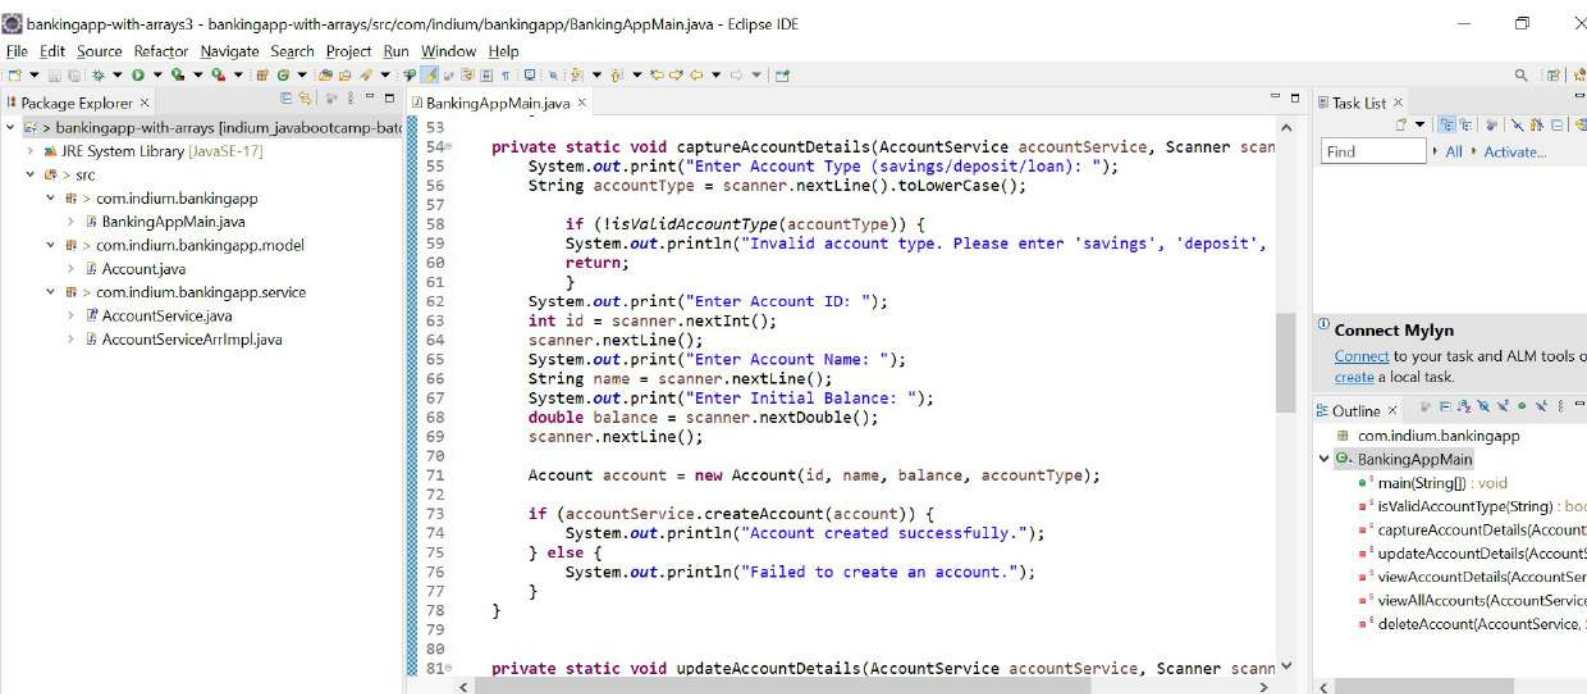 bankingapp-with-arrays3 - bankingapp-with-arrays/src/com/indium/bankingapp/BankingAppMain.java - Eclipse IDE
File Edit Source Refactor Navigate Search Project Run Window Help
Package Explorer
> bankingapp-with-arrays [indium_javabootcamp-batc
JRE System Library [JavaSE-17]
> src
> com.indium.bankingapp
BankingAppMain.java
> com.indium.bankingapp.model
Account.java
> com.indium.bankingapp.service
AccountService.java
AccountServiceArrImpl.java
BankingAppMain.java
53
54 private static void captureAccountDetails(AccountService accountService, Scanner scan
55 System.out.print("Enter Account Type (savings/deposit/loan): ");
56 String accountType = scanner.nextLine().toLowerCase();
57
58 if (!isValidAccountType(accountType)) {
59 System.out.println("Invalid account type. Please enter 'savings', 'deposit',
60 return;
61 }
62 System.out.print("Enter Account ID: ");
63 int id = scanner.nextInt();
64 scanner.nextLine();
65 System.out.print("Enter Account Name: ");
66 String name = scanner.nextLine();
67 System.out.print("Enter Initial Balance: ");
68 double balance = scanner.nextDouble();
69 scanner.nextLine();
70
71 Account account = new Account(id, name, balance, accountType);
72
73 if (accountService.createAccount(account)) {
74 System.out.println("Account created successfully.");
75 } else {
76 System.out.println("Failed to create an account.");
77 }
78 }
79
80
81 private static void updateAccountDetails(AccountService accountService, Scanner scann
Task List
Find All Activate...
Connect Mylyn
Connect to your task and ALM tools o
create a local task.
Outline
com.indium.bankingapp
BankingAppMain
main(String[]) : void
isValidAccountType(String) : boo
captureAccountDetails(Account
updateAccountDetails(AccountS
viewAccountDetails(AccountSer
viewAllAccounts(AccountService
deleteAccount(AccountService,